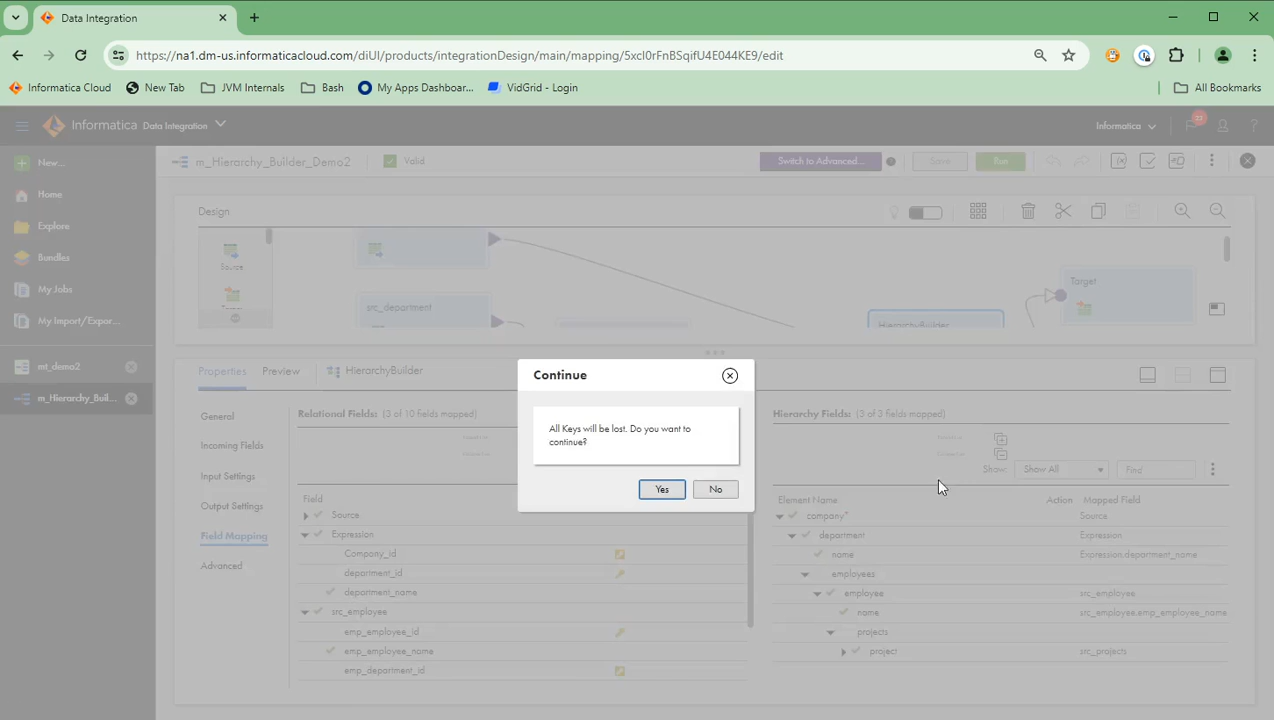 Data Integration
https://na1.dm-us.informaticacloud.com/diUI/products/integrationDesign/main/mapping/5xcI0rFnBSqifU4E044KE9/edit
Informatica Cloud
New Tab
JVM Internals
Bash
My Apps Dashboar...
VidGrid - Login
All Bookmarks
Informatica Data Integration
Informatica
New...
m_Hierarchy_Builder_Demo2
Valid
Switch to Advanced...
Save
Run
Home
Explore
Bundles
My Jobs
My Import/Expor...
mt_demo2
m_Hierarchy_Buil...
Design
Source
src_department
HierarchyBuilder
Target
Properties
Preview
HierarchyBuilder
General
Incoming Fields
Input Settings
Output Settings
Field Mapping
Advanced
Relational Fields: (3 of 10 fields mapped)
Field
Source
Expression
Company_Id
department_id
department_name
src_employee
emp_employee_id
emp_employee_name
emp_department_id
Continue
All Keys will be lost. Do you want to
continue?
Yes
No
Hierarchy Fields: (3 of 3 fields mapped)
Show:
Show All
Find
Element Name
Action
Mapped Field
company*
Source
department
Expression
name
Expression.department_name
employees
employee
src_employee
name
src_employee.emp_employee_name
projects
project
src_projects